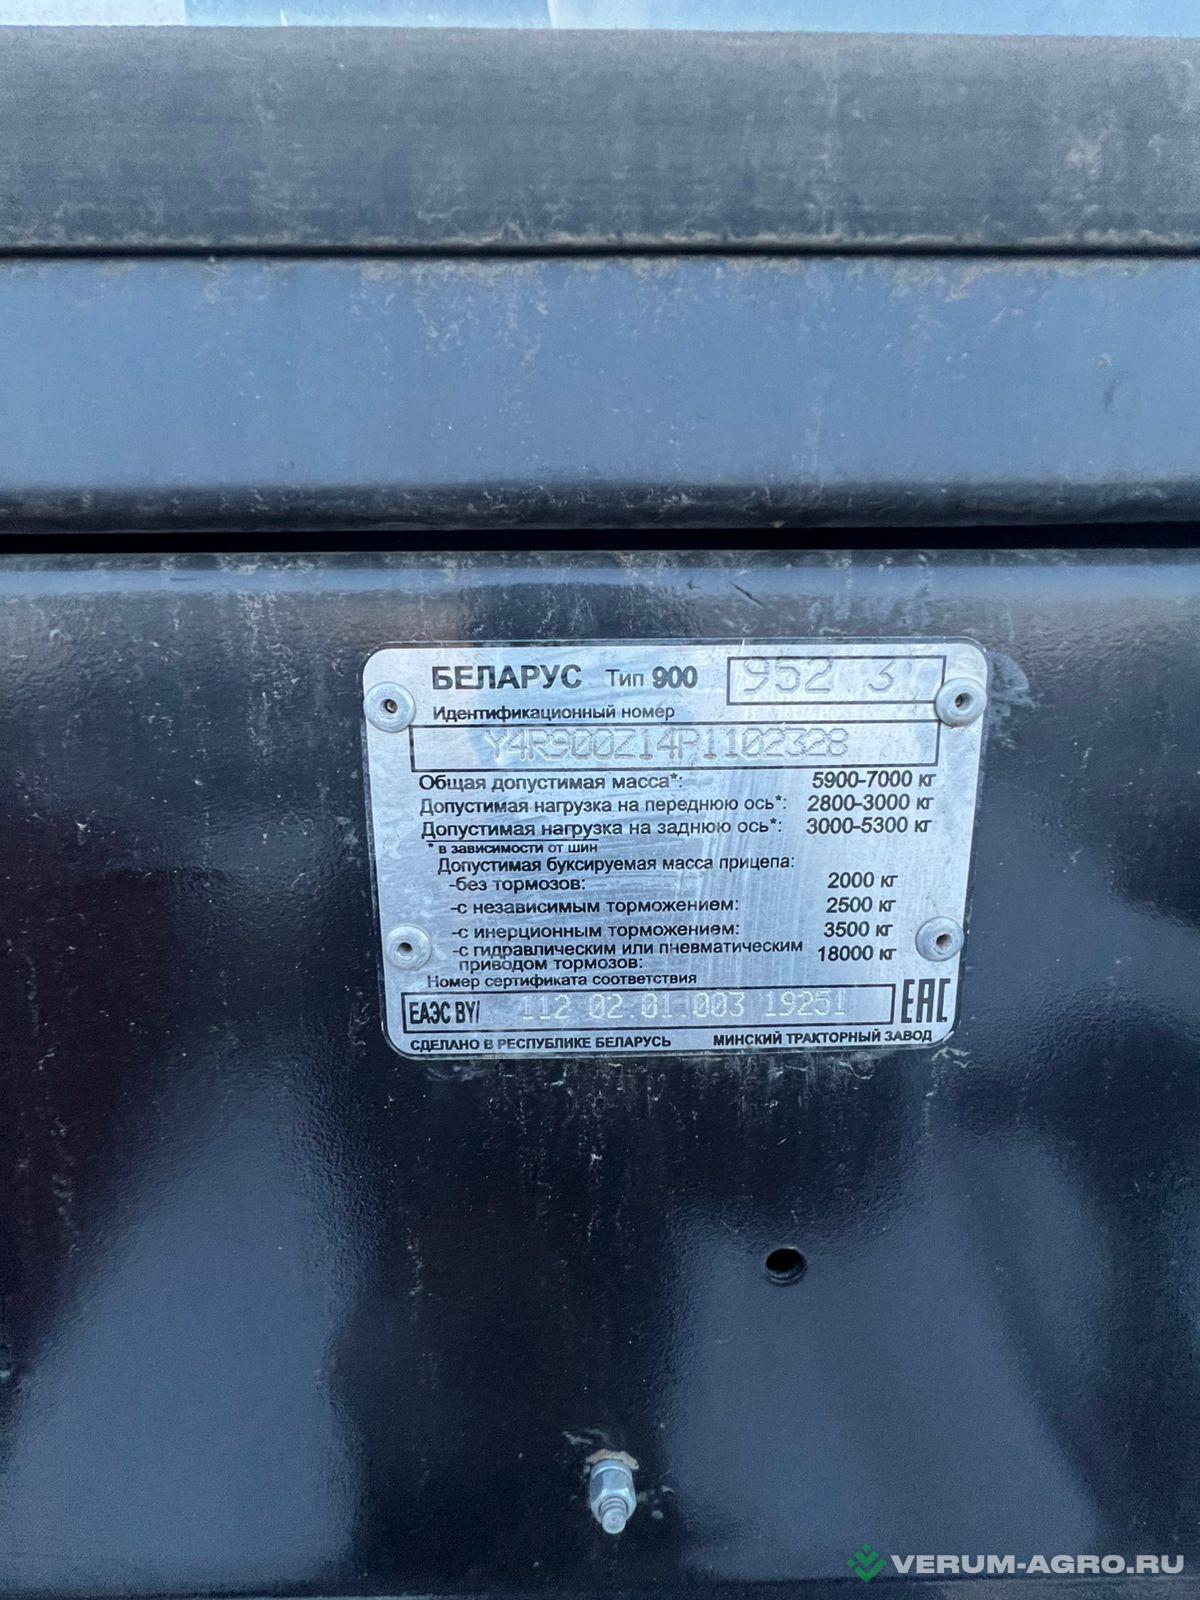 БЕЛАРУС Тип 900 952 3
Идентификационный номер
Y4R900Z14P1102328
Общая допустимая масса*: 5900-7000 кг
Допустимая нагрузка на переднюю ось*: 2800-3000 кг
Допустимая нагрузка на заднюю ось*: 3000-5300 кг
* в зависимости от шин
Допустимая буксируемая масса прицепа:
-без тормозов: 2000 кг
-с независимым торможением: 2500 кг
-с инерционным торможением: 3500 кг
-с гидравлическим или пневматическим
приводом тормозов: 18000 кг
Номер сертификата соответствия
ЕАЭС BY/ 112 02.01.003 19251 EAC
СДЕЛАНО В РЕСПУБЛИКЕ БЕЛАРУСЬ МИНСКИЙ ТРАКТОРНЫЙ ЗАВОД
VERUM-AGRO.RU